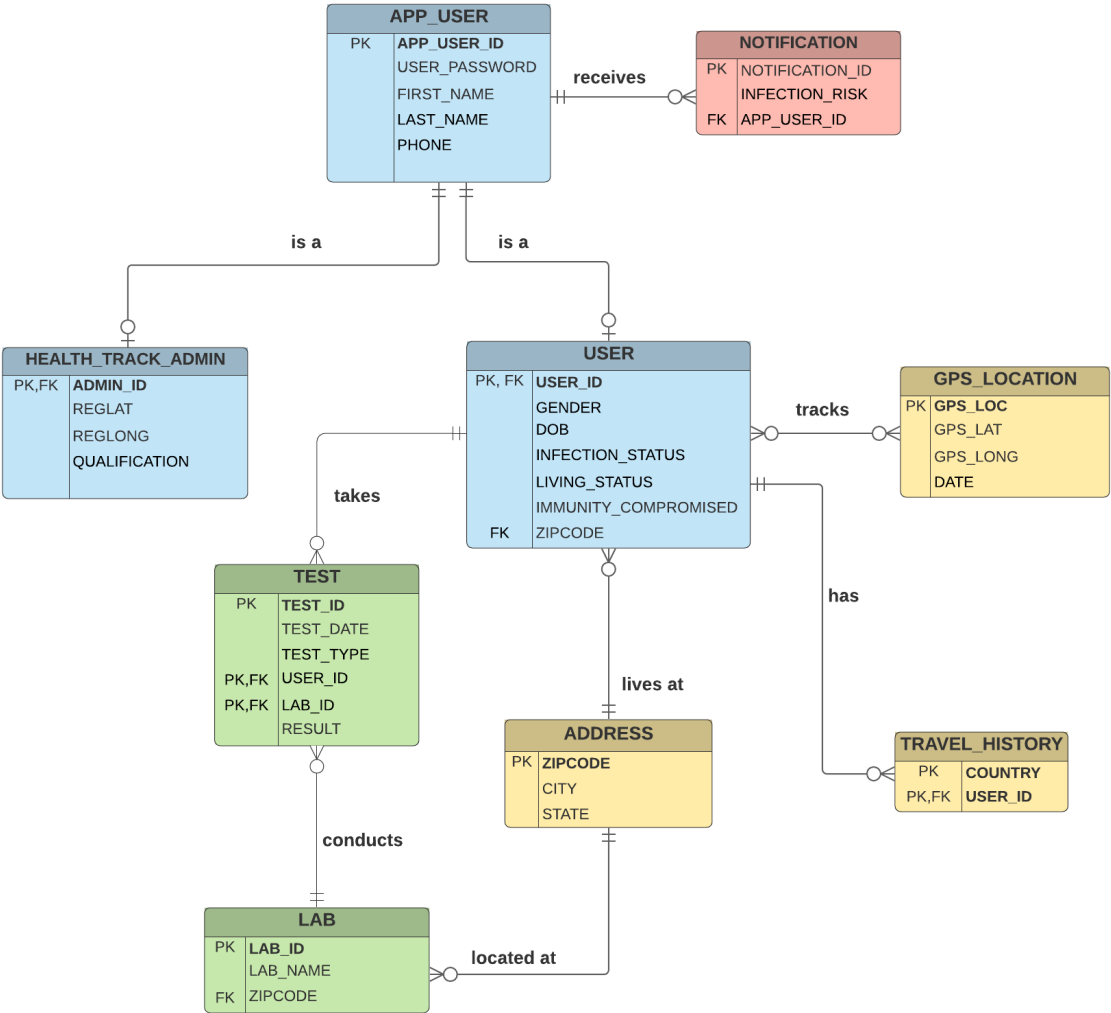 APP_USER
PK APP_USER_ID
USER_PASSWORD
FIRST_NAME
LAST_NAME
PHONE
receives
NOTIFICATION
PK NOTIFICATION_ID
INFECTION_RISK
FK APP_USER_ID
is a
is a
HEALTH_TRACK_ADMIN
PK,FK ADMIN_ID
REGLAT
REGLONG
QUALIFICATION
USER
PK, FK USER_ID
GENDER
DOB
INFECTION_STATUS
LIVING_STATUS
IMMUNITY_COMPROMISED
FK ZIPCODE
tracks
GPS_LOCATION
PK GPS_LOC
GPS_LAT
GPS_LONG
DATE
takes
has
TEST
PK TEST_ID
TEST_DATE
TEST_TYPE
PK,FK USER_ID
PK,FK LAB_ID
RESULT
lives at
ADDRESS
PK ZIPCODE
CITY
STATE
TRAVEL_HISTORY
PK COUNTRY
PK,FK USER_ID
conducts
LAB
PK LAB_ID
LAB_NAME
FK ZIPCODE
located at